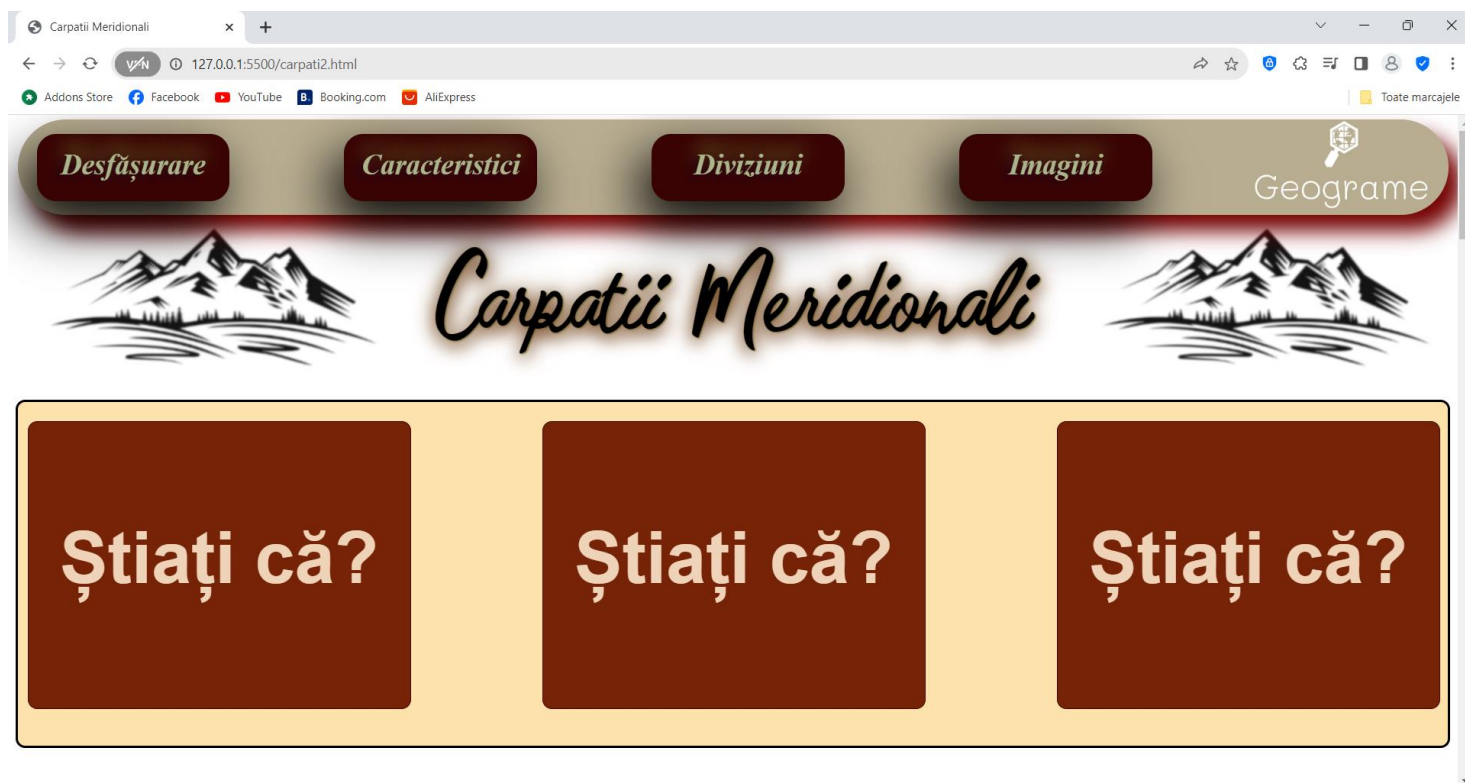 Carpatii Meridionali
127.0.0.1:5500/carpati2.html
Addons Store Facebook YouTube B. Booking.com AliExpress Toate marcajele
Desfășurare Caracteristici Diviziuni Imagini
Geograme
Carpatii Meridionali
Știați că? Știați că? Știați că?